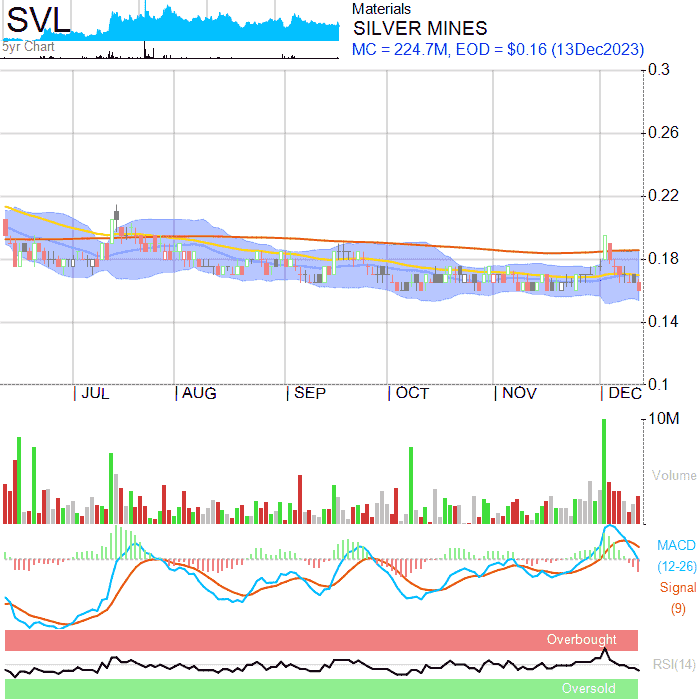 SVL
5yr Chart
Materials
SILVER MINES
MC = 224.7M, EOD = $0.16 (13Dec2023)
0.3
0.26
0.22
0.18
0.14
0.1
JUL AUG SEP OCT NOV DEC
10M
Volume
MACD
(12-26)
Signal
(9)
Overbought
RSI(14)
Oversold